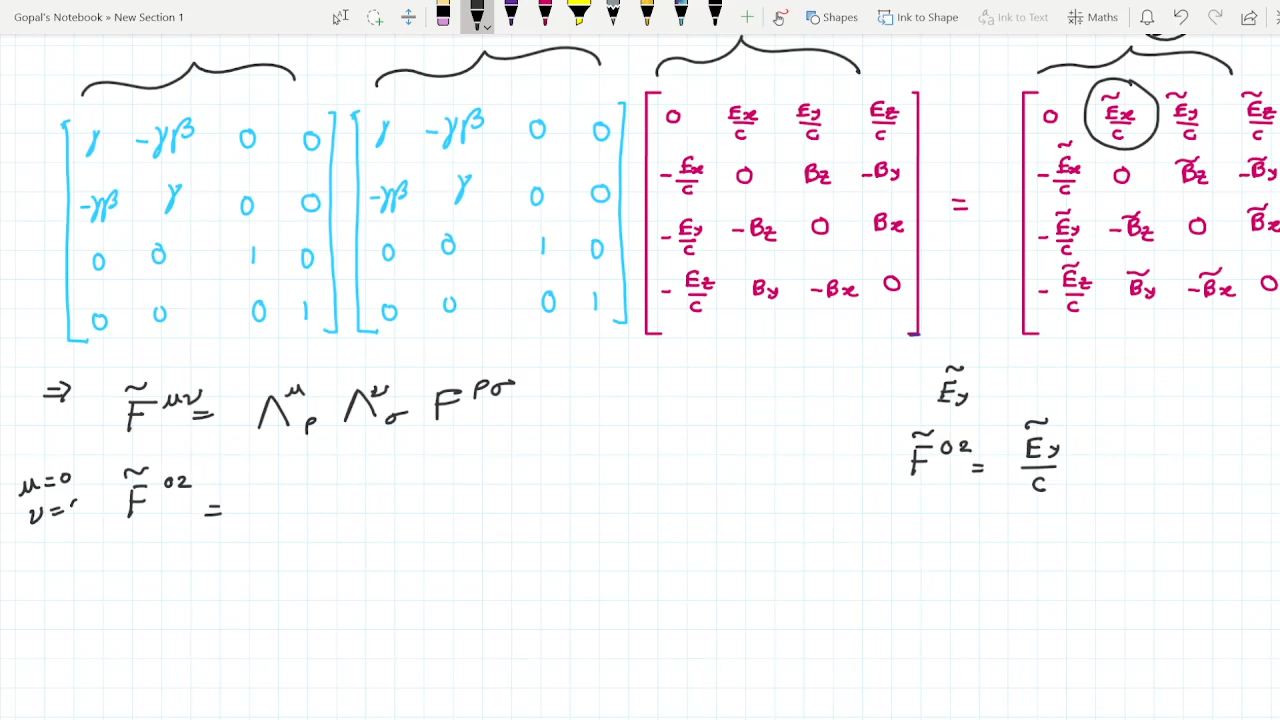 Gopal's Notebook » New Section 1
Shapes Ink to Shape Ink to Text Maths
γ -γβ 0 0
-γβ γ 0 0
0 0 1 0
0 0 0 1
γ -γβ 0 0
-γβ γ 0 0
0 0 1 0
0 0 0 1
0 Ex/c Ey/c Ez/c
-Ex/c 0 Bz -By
-Ey/c -Bz 0 Bx
-Ez/c By -Bx 0
=
0 Ẽx/c Ẽy/c Ẽz/c
-Ẽx/c 0 B̃z -B̃y
-Ẽy/c -B̃z 0 B̃x
-Ẽz/c B̃y -B̃x 0
⇒ F̃^μν = Λ^μ_ρ Λ^ν_σ F^ρσ
Ẽy
F̃^02 = Ẽy/c
μ=0 F̃^02 =
ν=